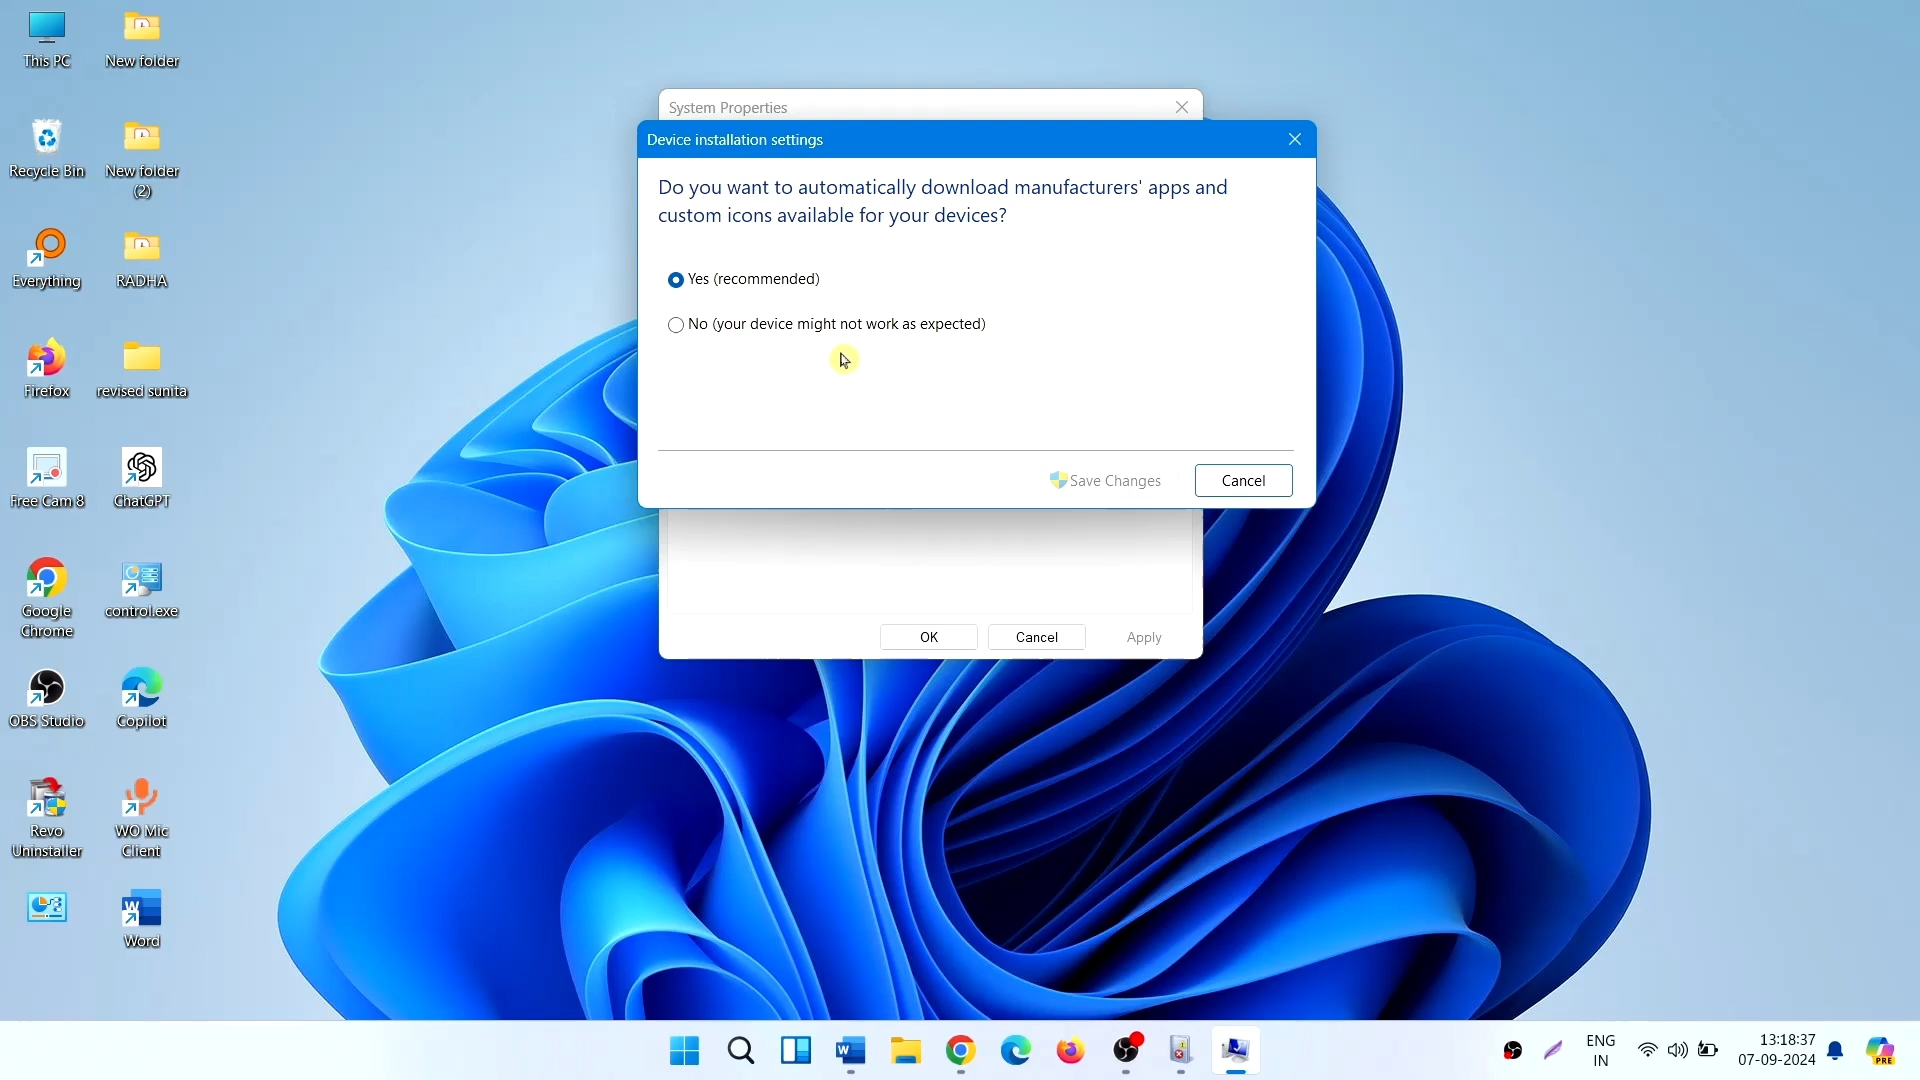 This PC
New folder
Recycle Bin
New folder
(2)
Everything
RADHA
Firefox
revised sunita
Free Cam 8
ChatGPT
Google
Chrome
control.exe
OBS Studio
Copilot
Revo
Uninstaller
WO Mic
Client
Word
System Properties
Device installation settings
Do you want to automatically download manufacturers' apps and
custom icons available for your devices?
Yes (recommended)
No (your device might not work as expected)
Save Changes
Cancel
OK
Cancel
Apply
ENG
IN
13:18:37
07-09-2024
PRE